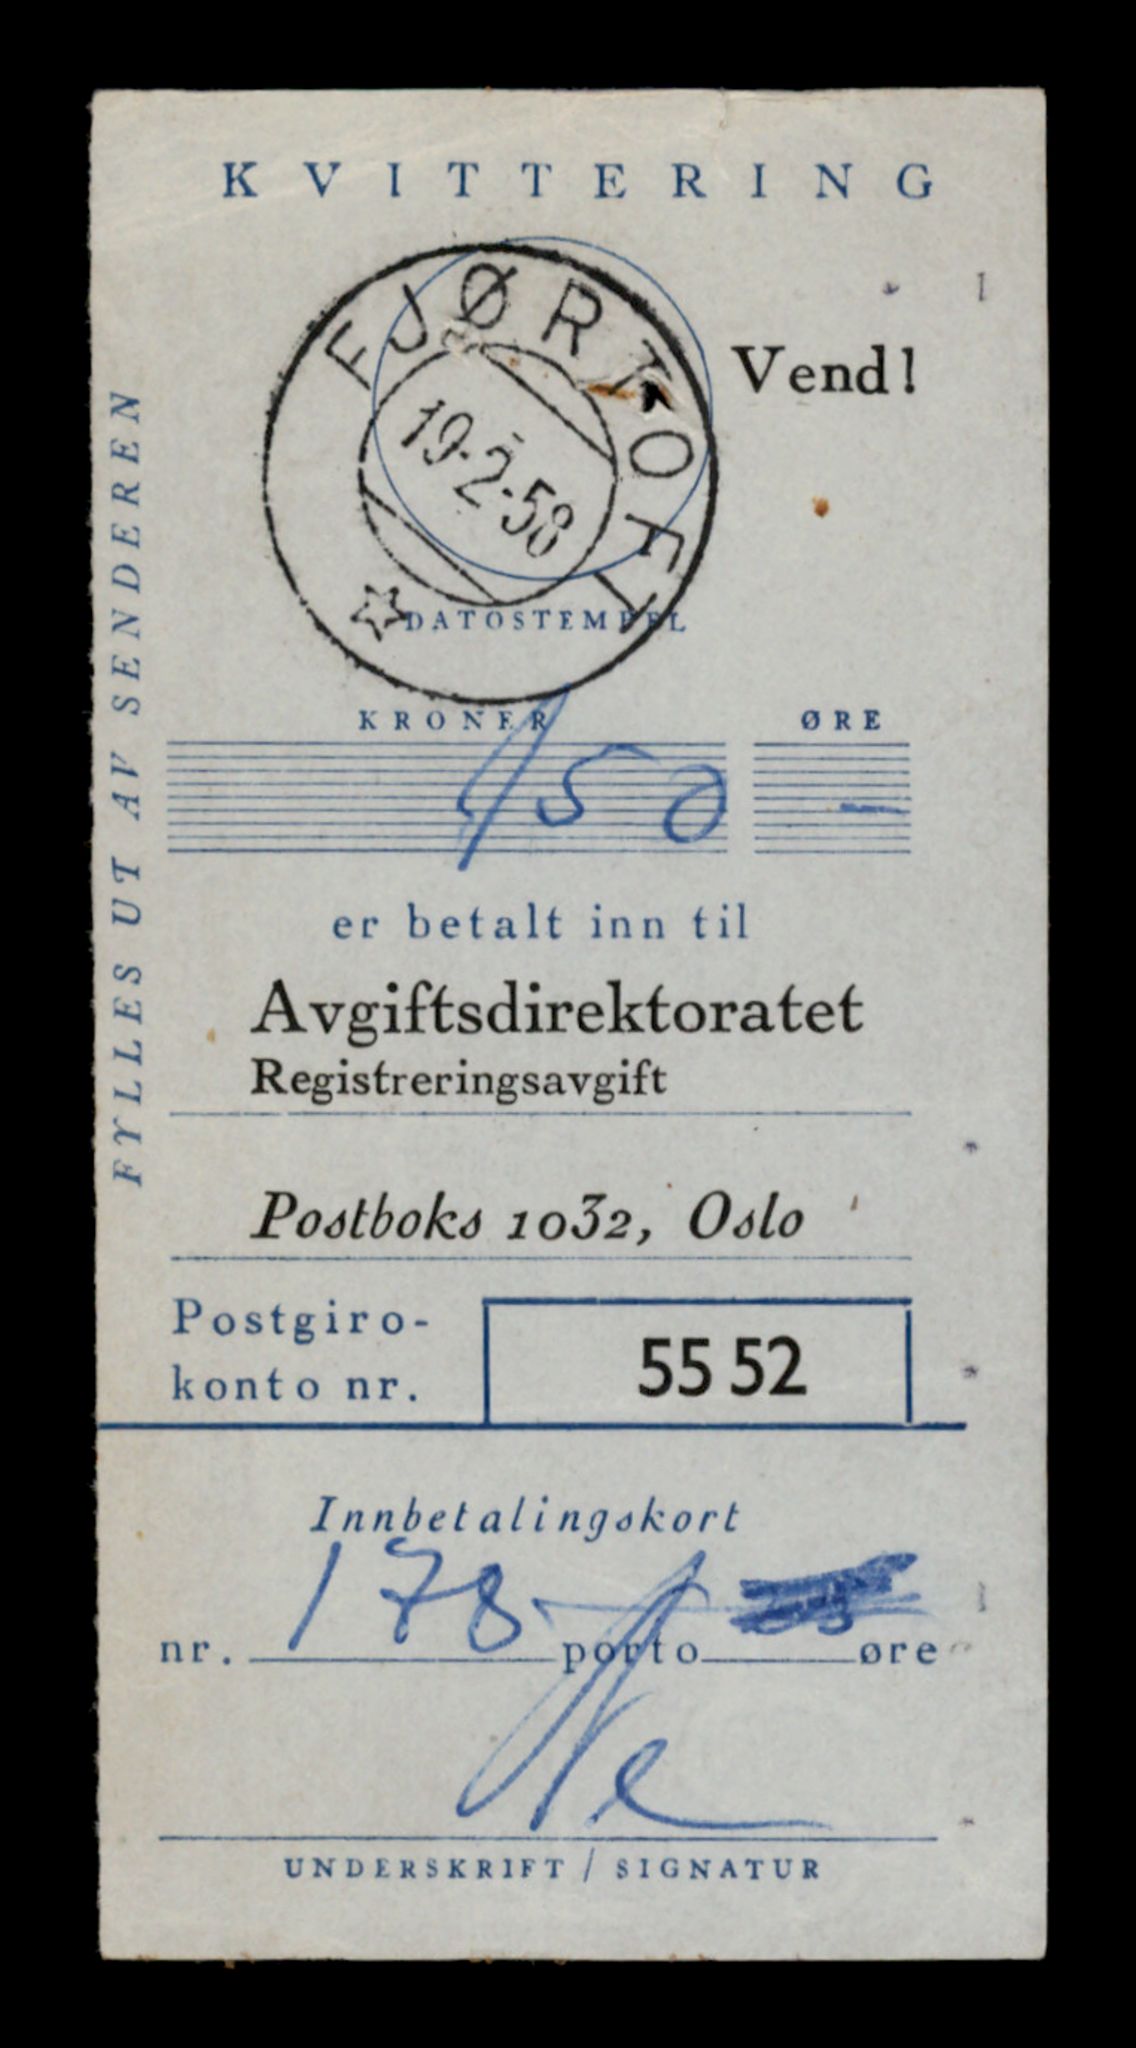 KVITTERING
FJØRTOFT
19-2-58
Vend!
DATOSTEMPEL
KRONER ØRE
150 –
er betalt inn til
Avgiftsdirektoratet
Registreringsavgift
Postboks 1032, Oslo
Postgiro-
konto nr.
55 52
Innbetalingskort
nr. 178 porto øre
UNDERSKRIFT / SIGNATUR
FYLLES UT AV SENDEREN